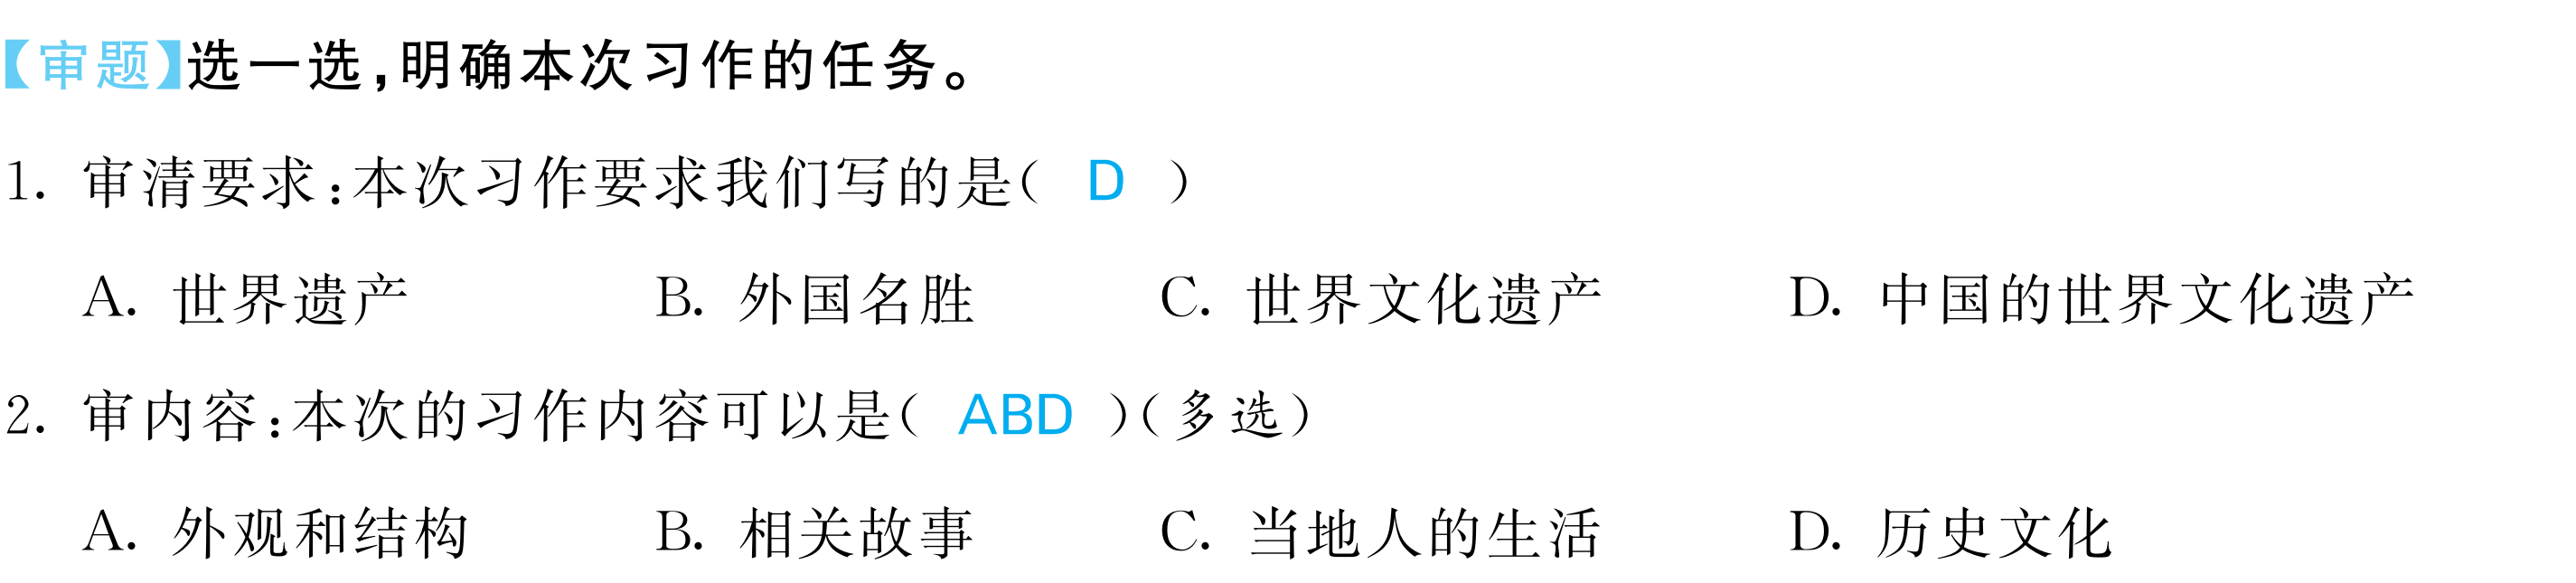 【审题】选一选,明确本次习作的任务。
1. 审清要求:本次习作要求我们写的是( D )
A. 世界遗产 B. 外国名胜 C. 世界文化遗产 D. 中国的世界文化遗产
2. 审内容:本次的习作内容可以是( ABD )(多选)
A. 外观和结构 B. 相关故事 C. 当地人的生活 D. 历史文化